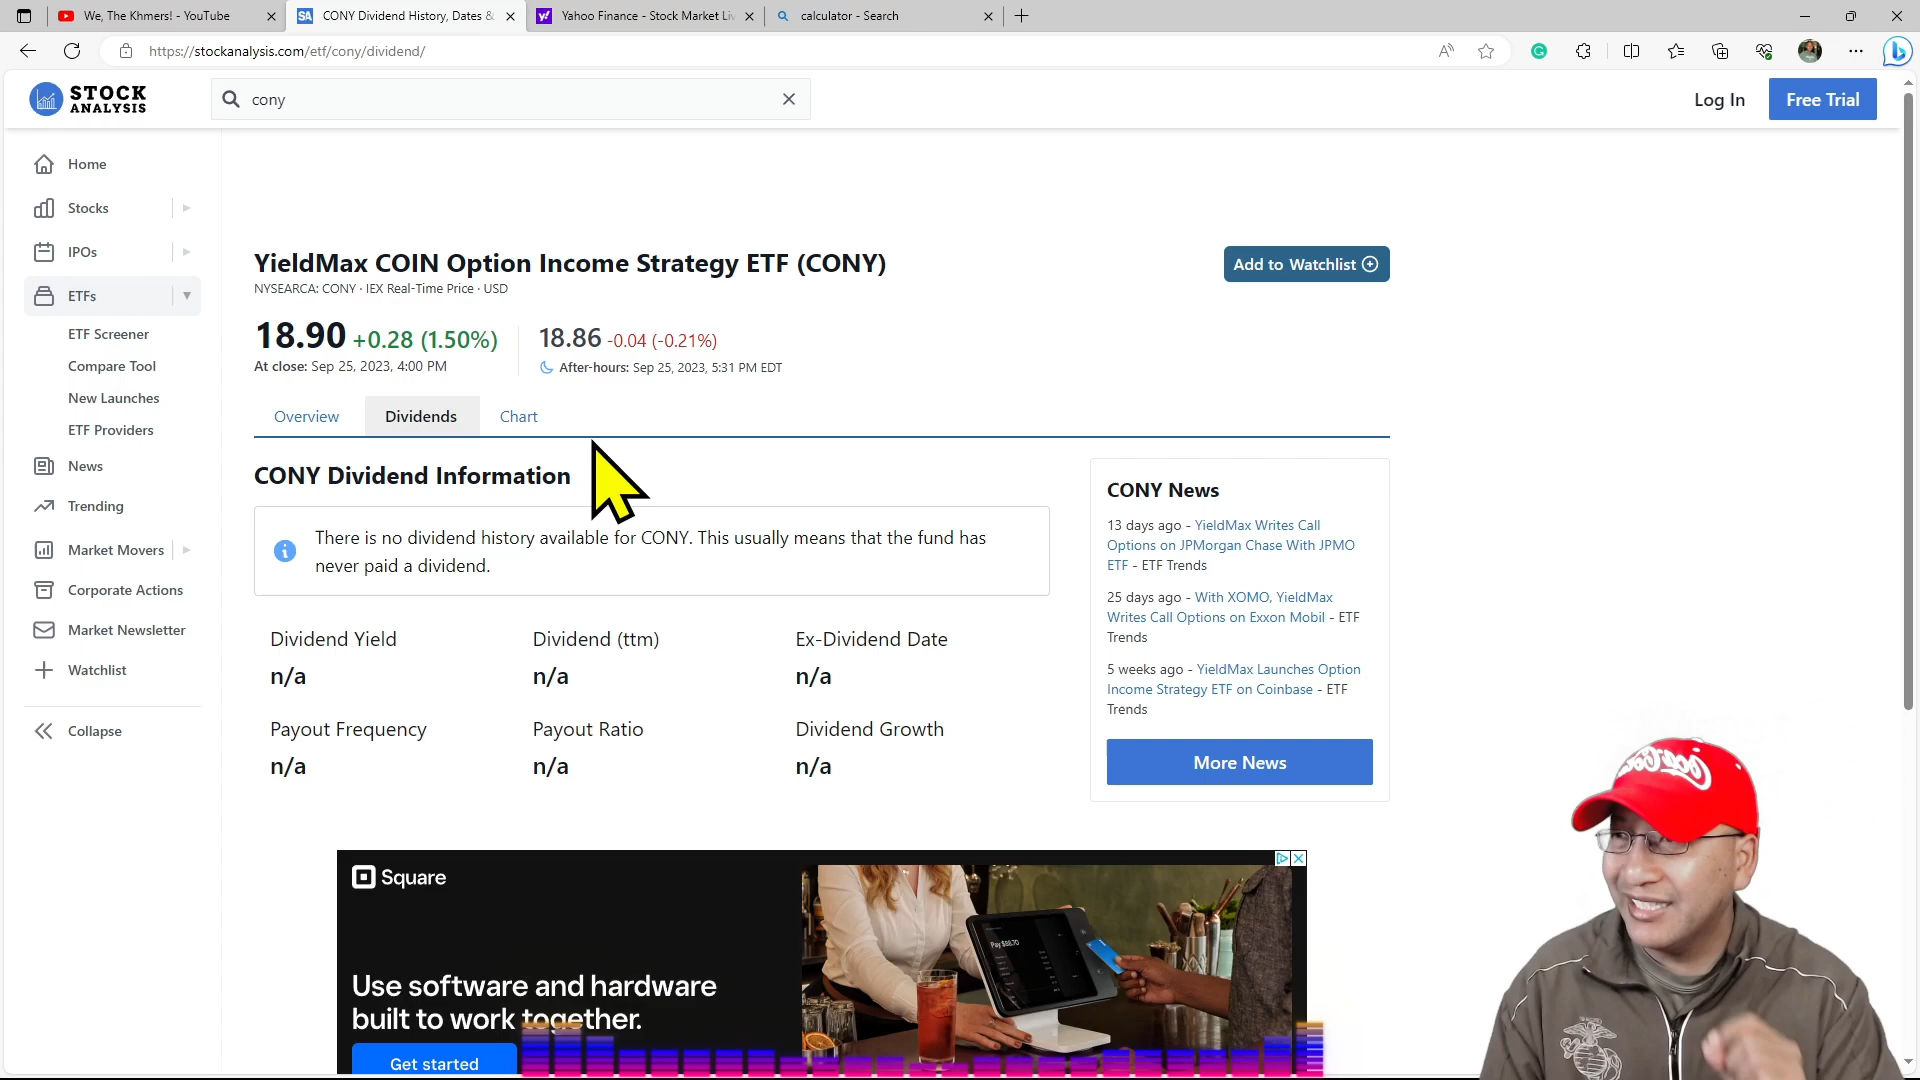 We, The Khmers! - YouTube
CONY Dividend History, Dates &
Yahoo Finance - Stock Market Li
calculator - Search
https://stockanalysis.com/etf/cony/dividend/
STOCK
ANALYSIS
cony
Log In
Free Trial
Home
Stocks
IPOs
ETFs
ETF Screener
Compare Tool
New Launches
ETF Providers
News
Trending
Market Movers
Corporate Actions
Market Newsletter
Watchlist
Collapse
YieldMax COIN Option Income Strategy ETF (CONY)
NYSEARCA: CONY · IEX Real-Time Price · USD
Add to Watchlist
18.90 +0.28 (1.50%)
At close: Sep 25, 2023, 4:00 PM
18.86 -0.04 (-0.21%)
After-hours: Sep 25, 2023, 5:31 PM EDT
Overview
Dividends
Chart
CONY Dividend Information
There is no dividend history available for CONY. This usually means that the fund has
never paid a dividend.
Dividend Yield
n/a
Dividend (ttm)
n/a
Ex-Dividend Date
n/a
Payout Frequency
n/a
Payout Ratio
n/a
Dividend Growth
n/a
CONY News
13 days ago - YieldMax Writes Call
Options on JPMorgan Chase With JPMO
ETF - ETF Trends
25 days ago - With XOMO, YieldMax
Writes Call Options on Exxon Mobil - ETF
Trends
5 weeks ago - YieldMax Launches Option
Income Strategy ETF on Coinbase - ETF
Trends
More News
Square
Use software and hardware
built to work together.
Get started
Pay $88.70
Coca-Cola